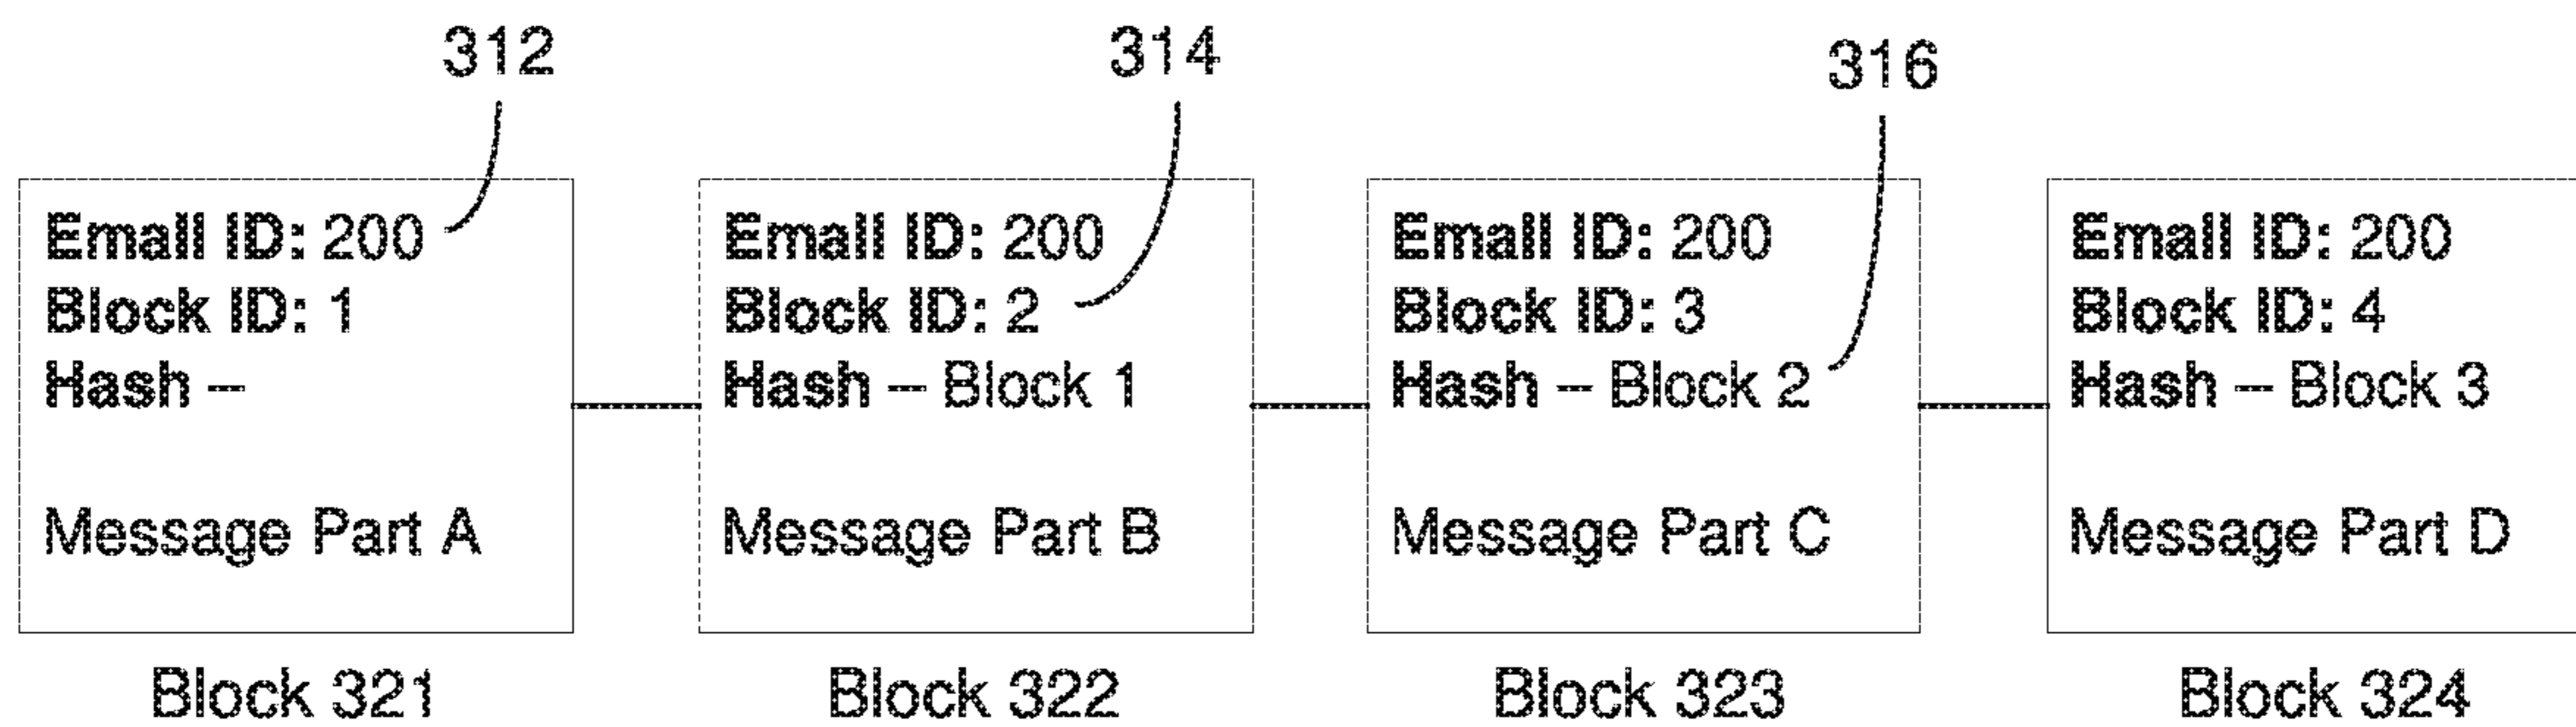 312
314
316
Email ID: 200
Block ID: 1
Hash –
Message Part A
Block 321
Email ID: 200
Block ID: 2
Hash – Block 1
Message Part B
Block 322
Email ID: 200
Block ID: 3
Hash – Block 2
Message Part C
Block 323
Email ID: 200
Block ID: 4
Hash – Block 3
Message Part D
Block 324